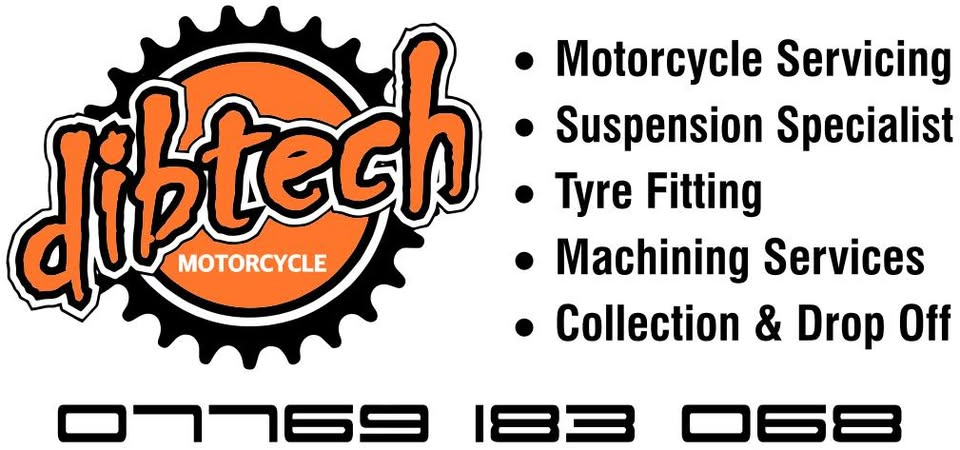 dibtech
MOTORCYCLE
• Motorcycle Servicing
• Suspension Specialist
• Tyre Fitting
• Machining Services
• Collection & Drop Off
07769 183 068